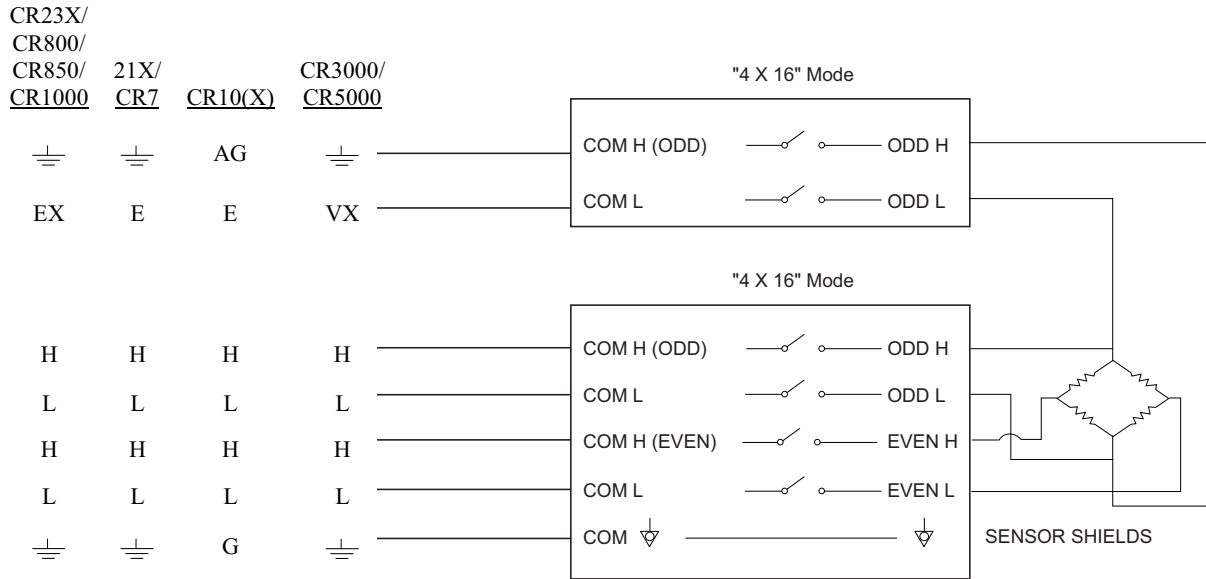 CR23X/
CR800/
CR850/ 21X/ CR3000/
CR1000 CR7 CR10(X) CR5000
"4 X 16" Mode
AG COM H (ODD) ODD H
EX E E VX COM L ODD L
"4 X 16" Mode
H H H H COM H (ODD) ODD H
L L L L COM L ODD L
H H H H COM H (EVEN) EVEN H
L L L L COM L EVEN L
G COM SENSOR SHIELDS